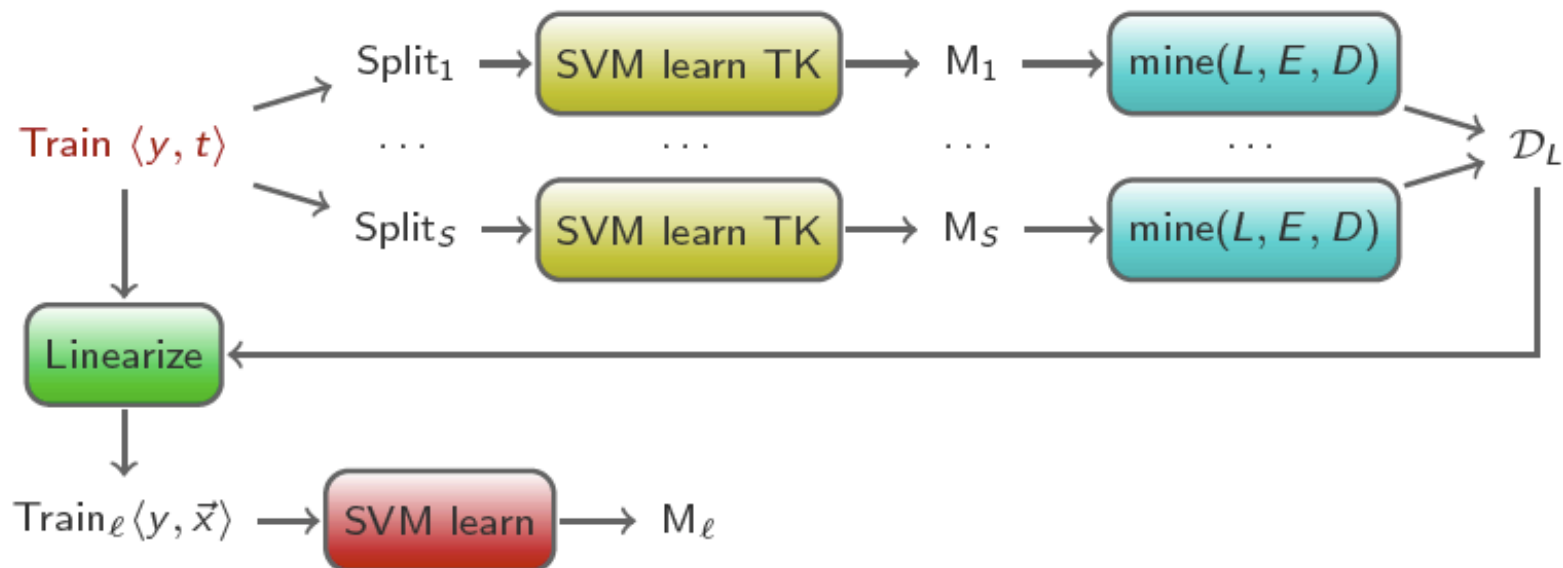 Split₁ SVM learn TK M₁ mine(L, E, D)
Train ⟨y, t⟩ ... ... ... ... 𝒟_L
Split_S SVM learn TK M_S mine(L, E, D)
Linearize
Train_ℓ⟨y, x⃗⟩ SVM learn M_ℓ